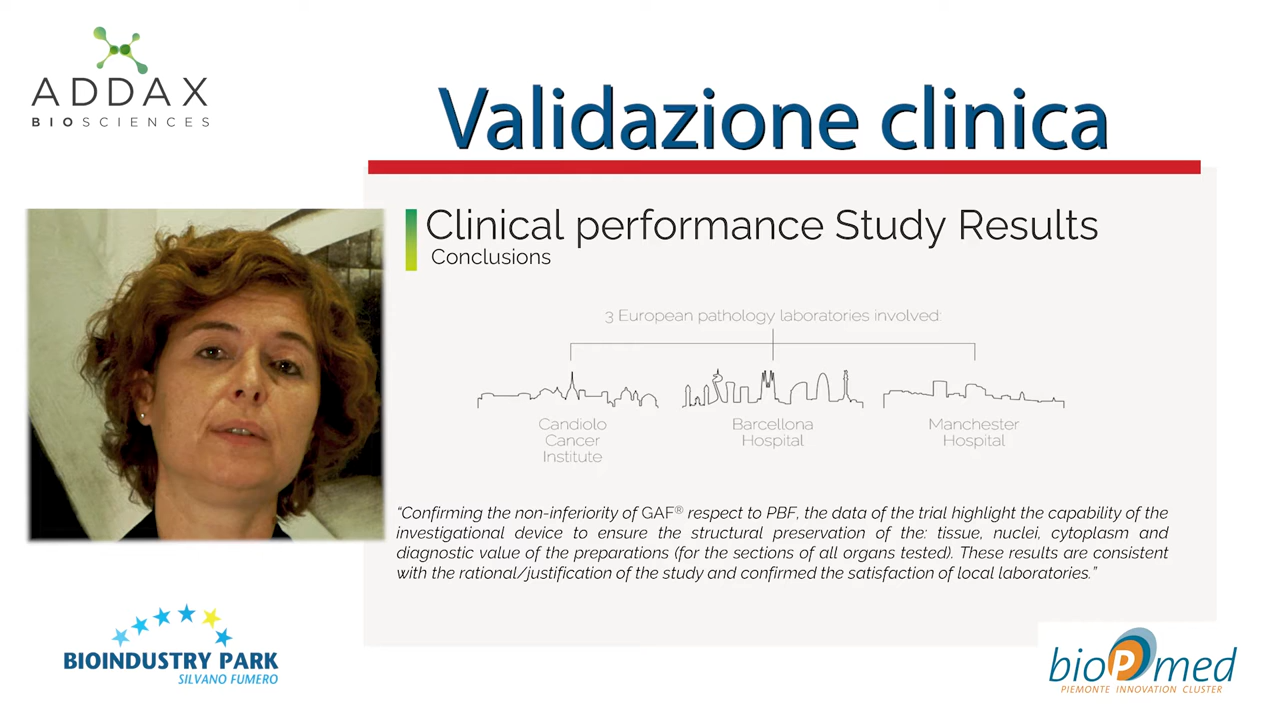 ADDAX
BIOSCIENCES
Validazione clinica
Clinical performance Study Results
Conclusions
3 European pathology laboratories involved:
Candiolo
Cancer
Institute
Barcellona
Hospital
Manchester
Hospital
“Confirming the non-inferiority of GAF® respect to PBF, the data of the trial highlight the capability of the
investigational device to ensure the structural preservation of the: tissue, nuclei, cytoplasm and
diagnostic value of the preparations (for the sections of all organs tested). These results are consistent
with the rational/justification of the study and confirmed the satisfaction of local laboratories.”
BIOINDUSTRY PARK
SILVANO FUMERO
bioPmed
PIEMONTE INNOVATION CLUSTER